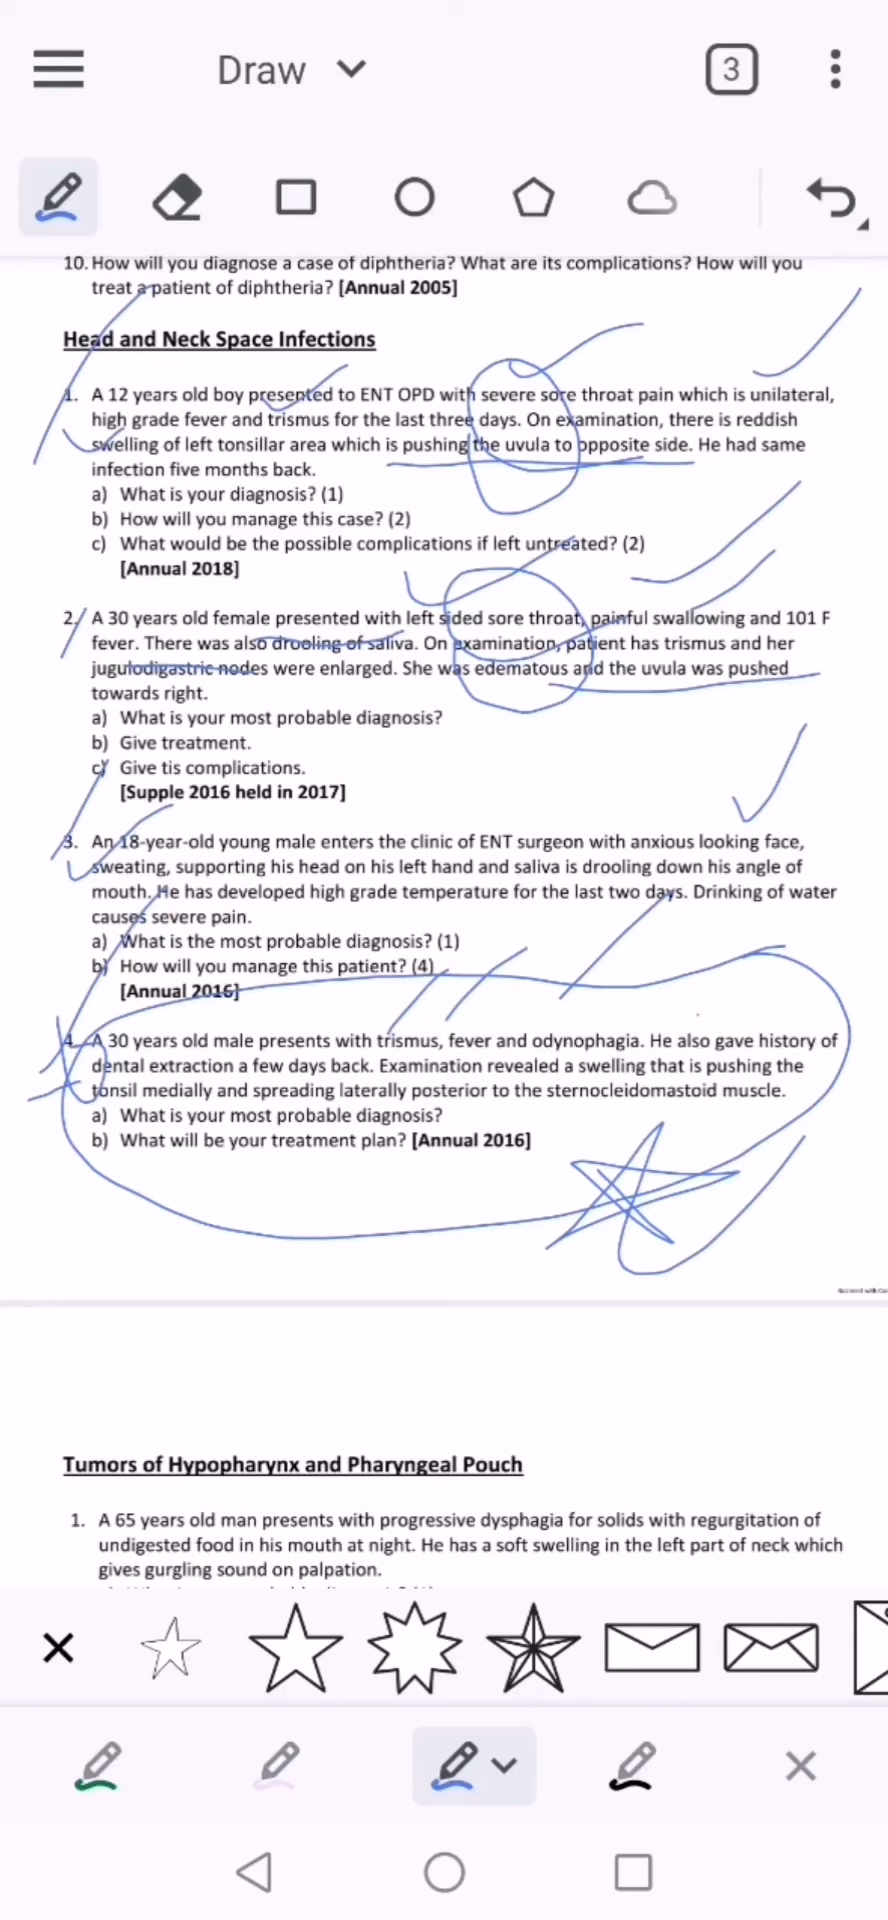 Draw
3
10. How will you diagnose a case of diphtheria? What are its complications? How will you
treat a patient of diphtheria? [Annual 2005]
Head and Neck Space Infections
1. A 12 years old boy presented to ENT OPD with severe sore throat pain which is unilateral,
high grade fever and trismus for the last three days. On examination, there is reddish
swelling of left tonsillar area which is pushing the uvula to opposite side. He had same
infection five months back.
a) What is your diagnosis? (1)
b) How will you manage this case? (2)
c) What would be the possible complications if left untreated? (2)
[Annual 2018]
2. A 30 years old female presented with left sided sore throat, painful swallowing and 101 F
fever. There was also drooling of saliva. On examination, patient has trismus and her
jugulodigastric nodes were enlarged. She was edematous and the uvula was pushed
towards right.
a) What is your most probable diagnosis?
b) Give treatment.
c) Give tis complications.
[Supple 2016 held in 2017]
3. An 18-year-old young male enters the clinic of ENT surgeon with anxious looking face,
sweating, supporting his head on his left hand and saliva is drooling down his angle of
mouth. He has developed high grade temperature for the last two days. Drinking of water
causes severe pain.
a) What is the most probable diagnosis? (1)
b) How will you manage this patient? (4)
[Annual 2016]
4. A 30 years old male presents with trismus, fever and odynophagia. He also gave history of
dental extraction a few days back. Examination revealed a swelling that is pushing the
tonsil medially and spreading laterally posterior to the sternocleidomastoid muscle.
a) What is your most probable diagnosis?
b) What will be your treatment plan? [Annual 2016]
Tumors of Hypopharynx and Pharyngeal Pouch
1. A 65 years old man presents with progressive dysphagia for solids with regurgitation of
undigested food in his mouth at night. He has a soft swelling in the left part of neck which
gives gurgling sound on palpation.